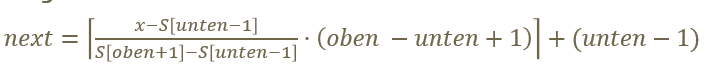 next = ⌈ x−S[unten−1] / S[oben+1]−S[unten−1] · (oben − unten + 1)⌉ + (unten − 1)